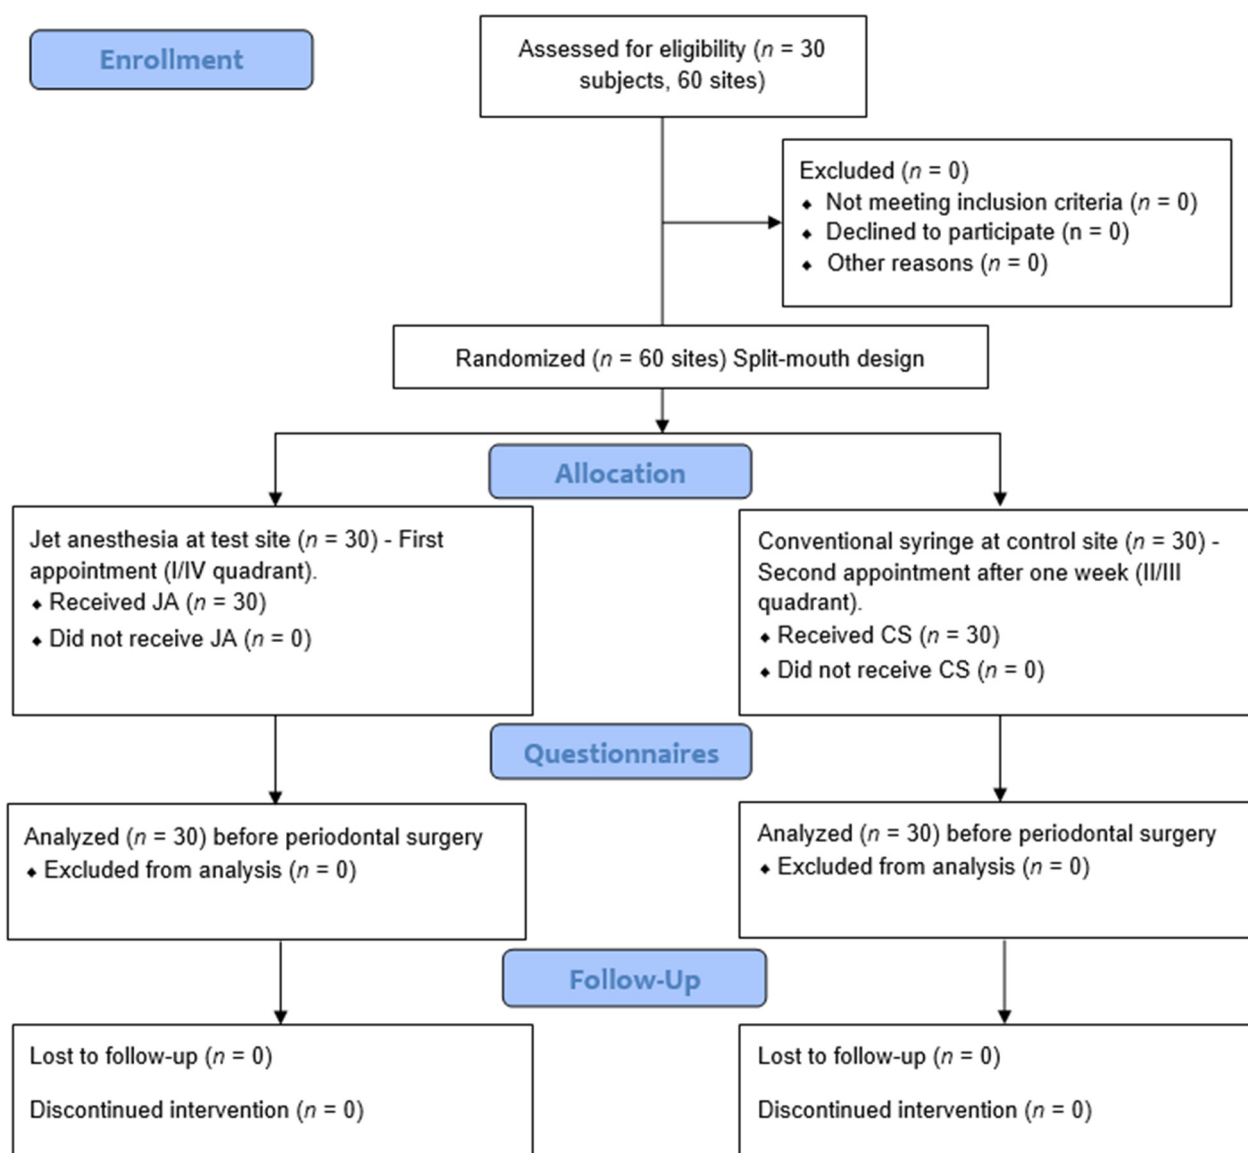 Enrollment
Assessed for eligibility (n = 30
subjects, 60 sites)
Excluded (n = 0)
⬥ Not meeting inclusion criteria (n = 0)
⬥ Declined to participate (n = 0)
⬥ Other reasons (n = 0)
Randomized (n = 60 sites) Split-mouth design
Allocation
Jet anesthesia at test site (n = 30) - First
appointment (I/IV quadrant).
⬥ Received JA (n = 30)
⬥ Did not receive JA (n = 0)
Conventional syringe at control site (n = 30) -
Second appointment after one week (II/III
quadrant).
⬥ Received CS (n = 30)
⬥ Did not receive CS (n = 0)
Questionnaires
Analyzed (n = 30) before periodontal surgery
⬥ Excluded from analysis (n = 0)
Analyzed (n = 30) before periodontal surgery
⬥ Excluded from analysis (n = 0)
Follow-Up
Lost to follow-up (n = 0)
Discontinued intervention (n = 0)
Lost to follow-up (n = 0)
Discontinued intervention (n = 0)